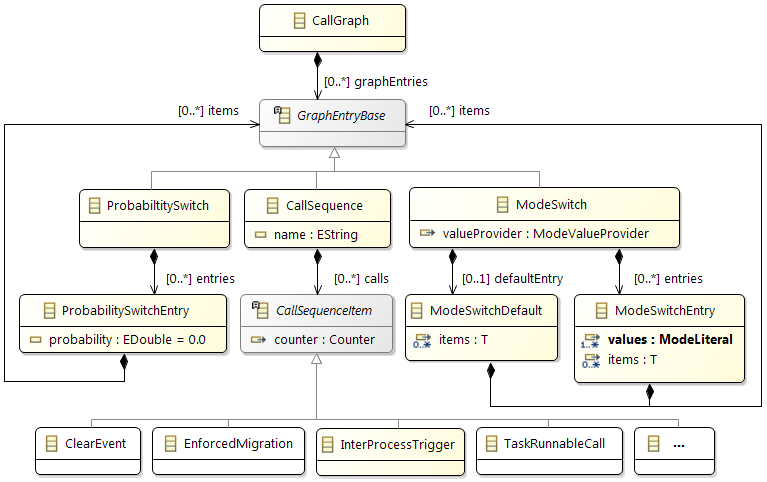 CallGraph
[0..*] graphEntries
[0..*] items
[0..*] items
GraphEntryBase
ProbabiltitySwitch
CallSequence
name : EString
ModeSwitch
valueProvider : ModeValueProvider
[0..*] entries
[0..*] calls
[0..1] defaultEntry
[0..*] entries
ProbabilitySwitchEntry
probability : EDouble = 0.0
CallSequenceItem
counter : Counter
ModeSwitchDefault
items : T
ModeSwitchEntry
values : ModeLiteral
items : T
ClearEvent
EnforcedMigration
InterProcessTrigger
TaskRunnableCall
...